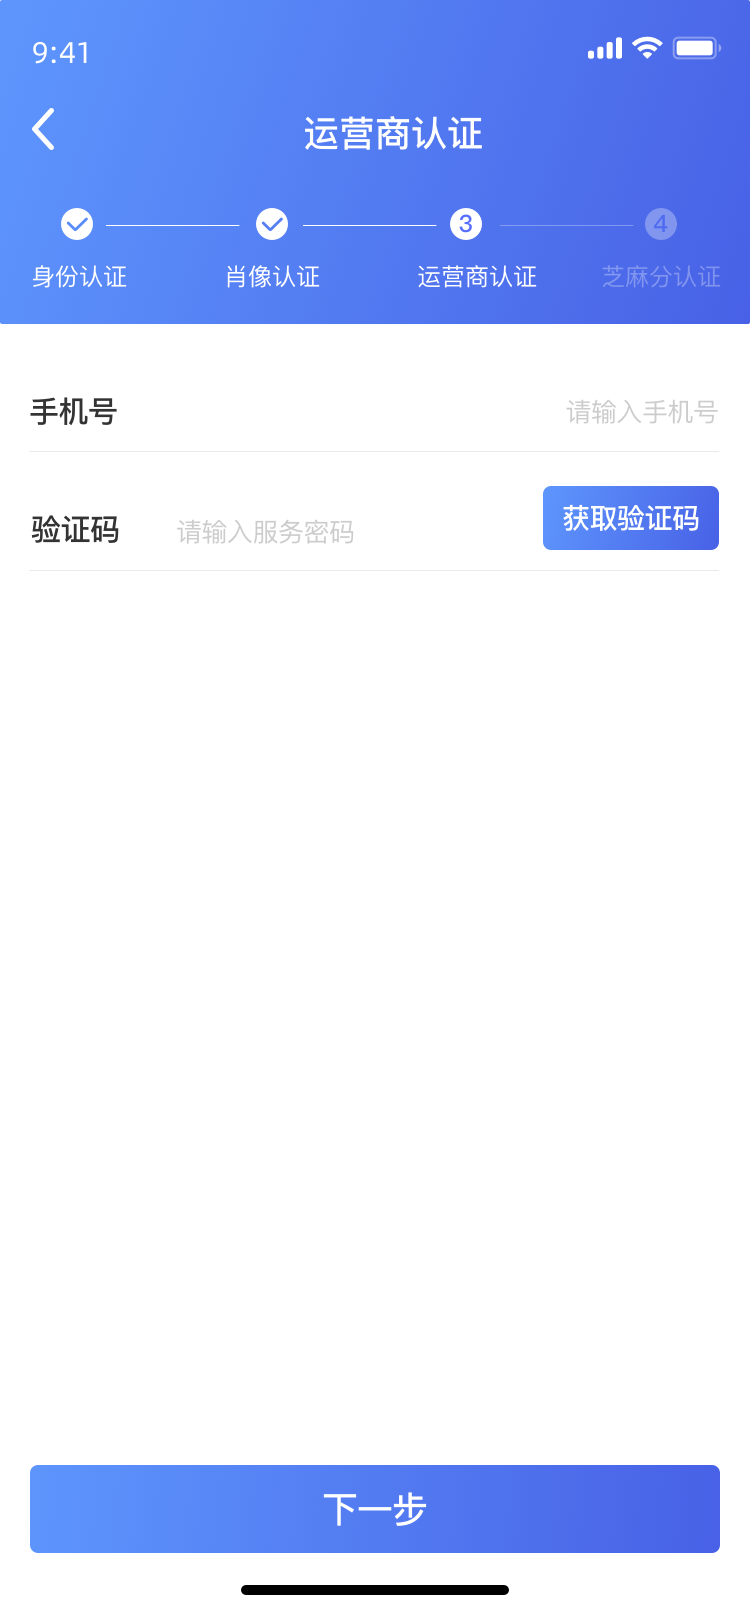 9:41
运营商认证
3 4
身份认证 肖像认证 运营商认证 芝麻分认证
手机号 请输入手机号
验证码 请输入服务密码 获取验证码
下一步